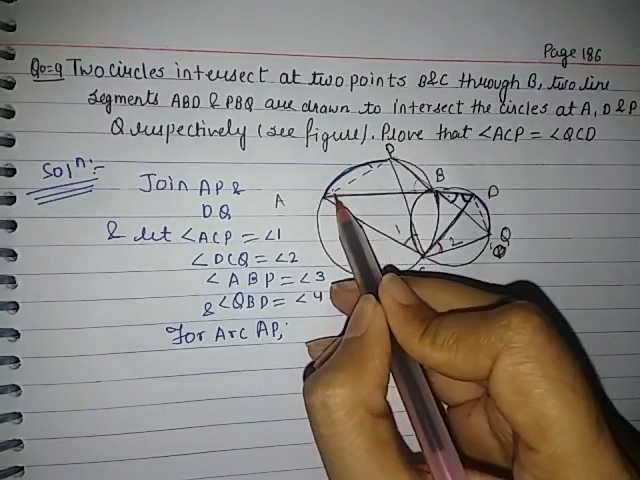 Page 186
Qo=9 Two circles intersect at two points B&C through B, two line
segments ABD & PBQ are drawn to intersect the circles at A, D & P
Q respectively (see figure). Prove that ∠ACP = ∠QCD
Solⁿ:-
Join AP &
DQ
& let ∠ACP = ∠1
∠DCQ = ∠2
∠ABP = ∠3
& ∠QBD = ∠4
For Arc AP,
P
B
D
A
Q
1
2